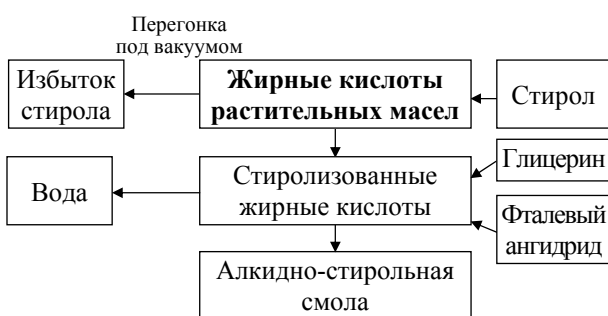 Перегонка
под вакуумом
Избыток
стирола
Жирные кислоты
растительных масел
Стирол
Вода
Стиролизованные
жирные кислоты
Глицерин
Фталевый
ангидрид
Алкидно-стирольная
смола